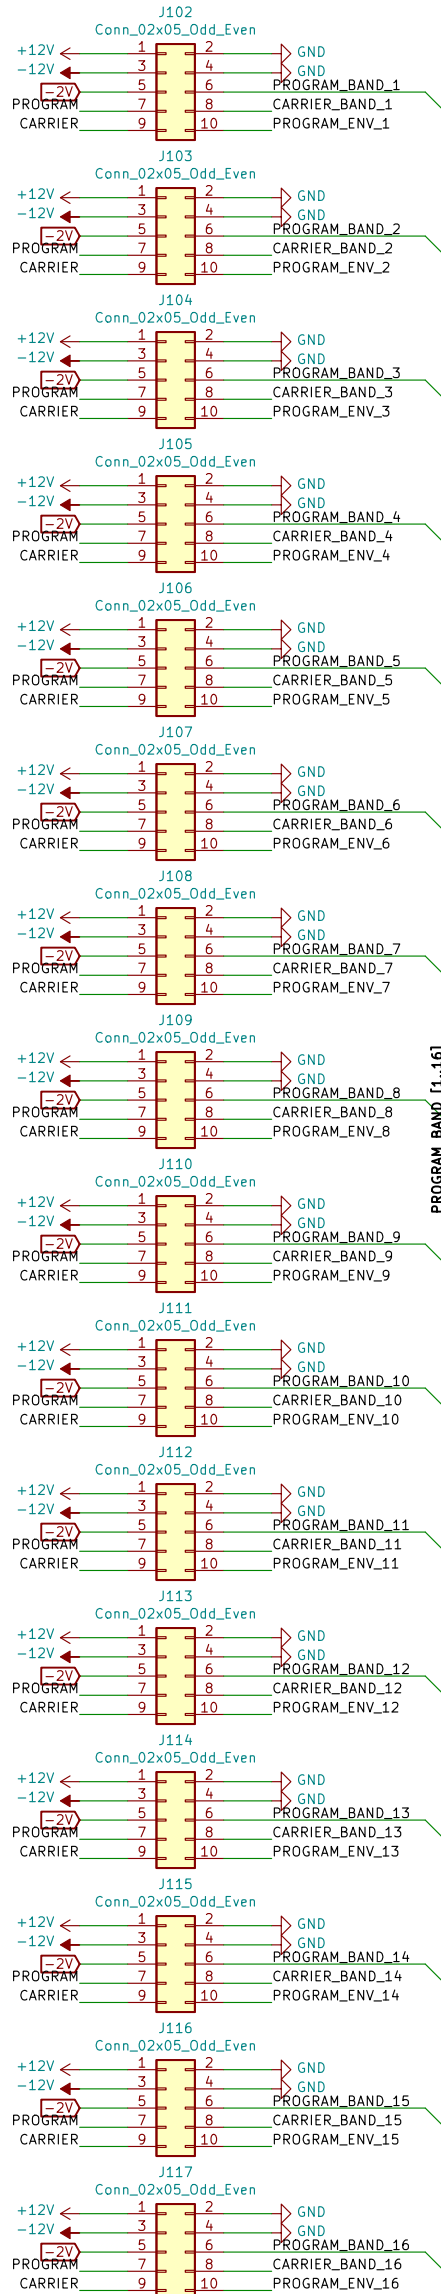 J102
Conn_02x05_Odd_Even
+12V 1 2 GND
-12V 3 4 GND
-2V 5 6 PROGRAM_BAND_1
PROGRAM 7 8 CARRIER_BAND_1
CARRIER 9 10 PROGRAM_ENV_1
J103
Conn_02x05_Odd_Even
+12V 1 2 GND
-12V 3 4 GND
-2V 5 6 PROGRAM_BAND_2
PROGRAM 7 8 CARRIER_BAND_2
CARRIER 9 10 PROGRAM_ENV_2
J104
Conn_02x05_Odd_Even
+12V 1 2 GND
-12V 3 4 GND
-2V 5 6 PROGRAM_BAND_3
PROGRAM 7 8 CARRIER_BAND_3
CARRIER 9 10 PROGRAM_ENV_3
J105
Conn_02x05_Odd_Even
+12V 1 2 GND
-12V 3 4 GND
-2V 5 6 PROGRAM_BAND_4
PROGRAM 7 8 CARRIER_BAND_4
CARRIER 9 10 PROGRAM_ENV_4
J106
Conn_02x05_Odd_Even
+12V 1 2 GND
-12V 3 4 GND
-2V 5 6 PROGRAM_BAND_5
PROGRAM 7 8 CARRIER_BAND_5
CARRIER 9 10 PROGRAM_ENV_5
J107
Conn_02x05_Odd_Even
+12V 1 2 GND
-12V 3 4 GND
-2V 5 6 PROGRAM_BAND_6
PROGRAM 7 8 CARRIER_BAND_6
CARRIER 9 10 PROGRAM_ENV_6
J108
Conn_02x05_Odd_Even
+12V 1 2 GND
-12V 3 4 GND
-2V 5 6 PROGRAM_BAND_7
PROGRAM 7 8 CARRIER_BAND_7
CARRIER 9 10 PROGRAM_ENV_7
J109
Conn_02x05_Odd_Even
+12V 1 2 GND
-12V 3 4 GND
-2V 5 6 PROGRAM_BAND_8
PROGRAM 7 8 CARRIER_BAND_8
CARRIER 9 10 PROGRAM_ENV_8
PROGRAM_BAND_[1..16]
J110
Conn_02x05_Odd_Even
+12V 1 2 GND
-12V 3 4 GND
-2V 5 6 PROGRAM_BAND_9
PROGRAM 7 8 CARRIER_BAND_9
CARRIER 9 10 PROGRAM_ENV_9
J111
Conn_02x05_Odd_Even
+12V 1 2 GND
-12V 3 4 GND
-2V 5 6 PROGRAM_BAND_10
PROGRAM 7 8 CARRIER_BAND_10
CARRIER 9 10 PROGRAM_ENV_10
J112
Conn_02x05_Odd_Even
+12V 1 2 GND
-12V 3 4 GND
-2V 5 6 PROGRAM_BAND_11
PROGRAM 7 8 CARRIER_BAND_11
CARRIER 9 10 PROGRAM_ENV_11
J113
Conn_02x05_Odd_Even
+12V 1 2 GND
-12V 3 4 GND
-2V 5 6 PROGRAM_BAND_12
PROGRAM 7 8 CARRIER_BAND_12
CARRIER 9 10 PROGRAM_ENV_12
J114
Conn_02x05_Odd_Even
+12V 1 2 GND
-12V 3 4 GND
-2V 5 6 PROGRAM_BAND_13
PROGRAM 7 8 CARRIER_BAND_13
CARRIER 9 10 PROGRAM_ENV_13
J115
Conn_02x05_Odd_Even
+12V 1 2 GND
-12V 3 4 GND
-2V 5 6 PROGRAM_BAND_14
PROGRAM 7 8 CARRIER_BAND_14
CARRIER 9 10 PROGRAM_ENV_14
J116
Conn_02x05_Odd_Even
+12V 1 2 GND
-12V 3 4 GND
-2V 5 6 PROGRAM_BAND_15
PROGRAM 7 8 CARRIER_BAND_15
CARRIER 9 10 PROGRAM_ENV_15
J117
Conn_02x05_Odd_Even
+12V 1 2 GND
-12V 3 4 GND
-2V 5 6 PROGRAM_BAND_16
PROGRAM 7 8 CARRIER_BAND_16
CARRIER 9 10 PROGRAM_ENV_16